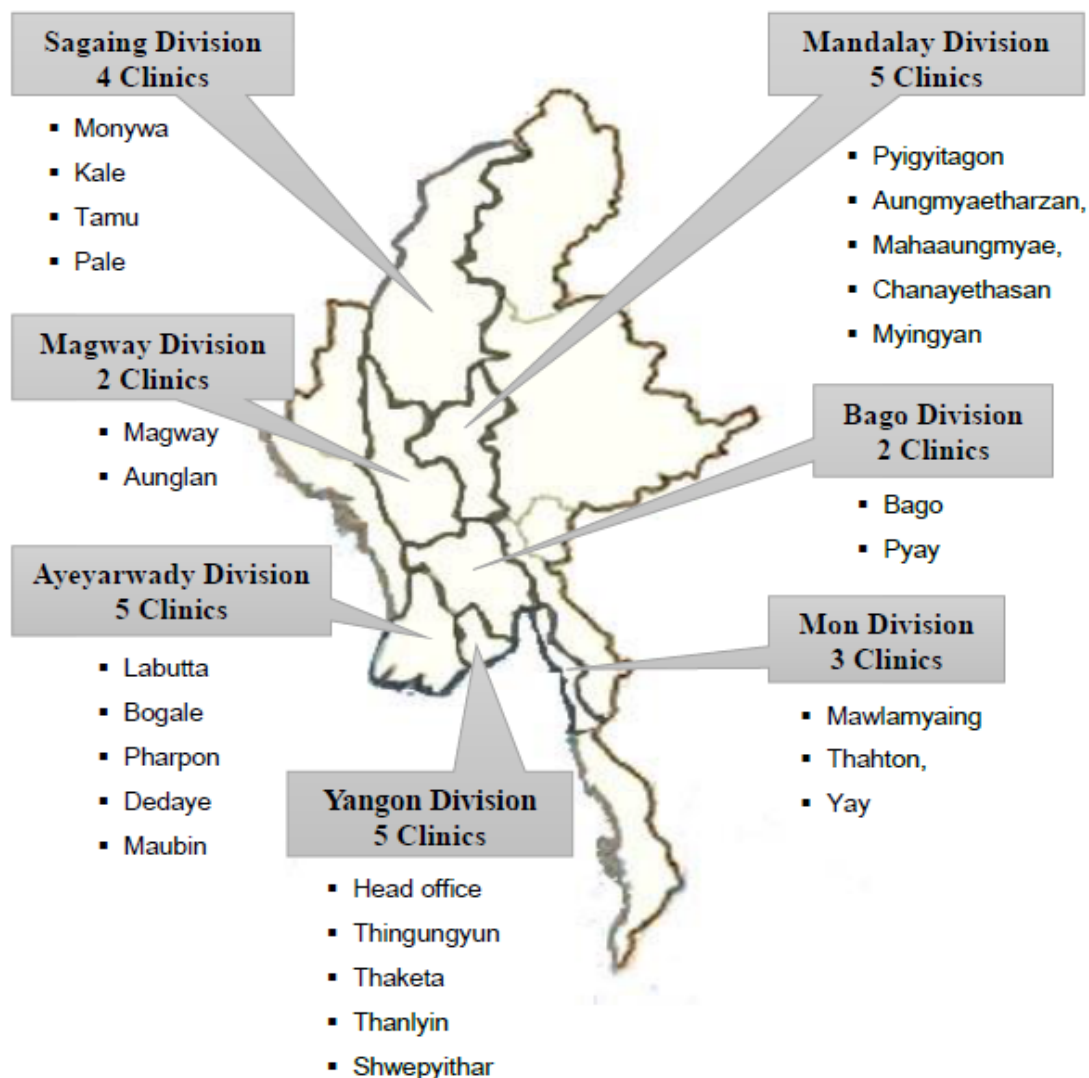 Sagaing Division
4 Clinics
▪ Monywa
▪ Kale
▪ Tamu
▪ Pale
Mandalay Division
5 Clinics
▪ Pyigyitagon
▪ Aungmyaetharzan,
▪ Mahaaungmyae,
▪ Chanayethasan
▪ Myingyan
Magway Division
2 Clinics
▪ Magway
▪ Aunglan
Bago Division
2 Clinics
▪ Bago
▪ Pyay
Ayeyarwady Division
5 Clinics
▪ Labutta
▪ Bogale
▪ Pharpon
▪ Dedaye
▪ Maubin
Mon Division
3 Clinics
▪ Mawlamyaing
▪ Thahton,
▪ Yay
Yangon Division
5 Clinics
▪ Head office
▪ Thingungyun
▪ Thaketa
▪ Thanlyin
▪ Shwepyithar